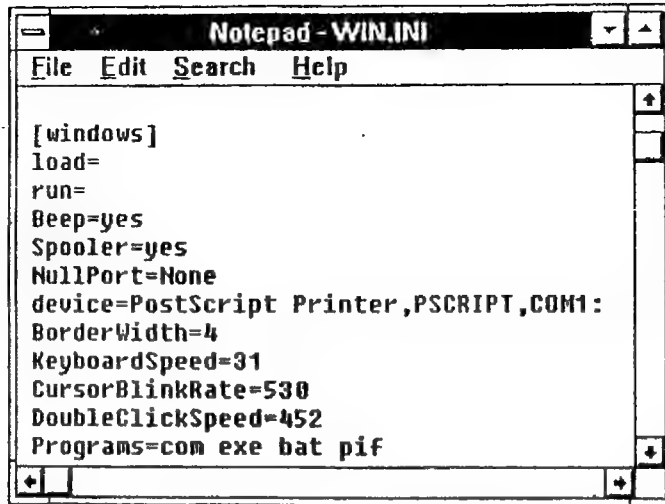 Notepad - WIN.INI
File Edit Search Help
[windows]
load=
run=
Beep=yes
Spooler=yes
NullPort=None
device=PostScript Printer,PSCRIPT,COM1:
BorderWidth=4
KeyboardSpeed=31
CursorBlinkRate=530
DoubleClickSpeed=452
Programs=com exe bat pif